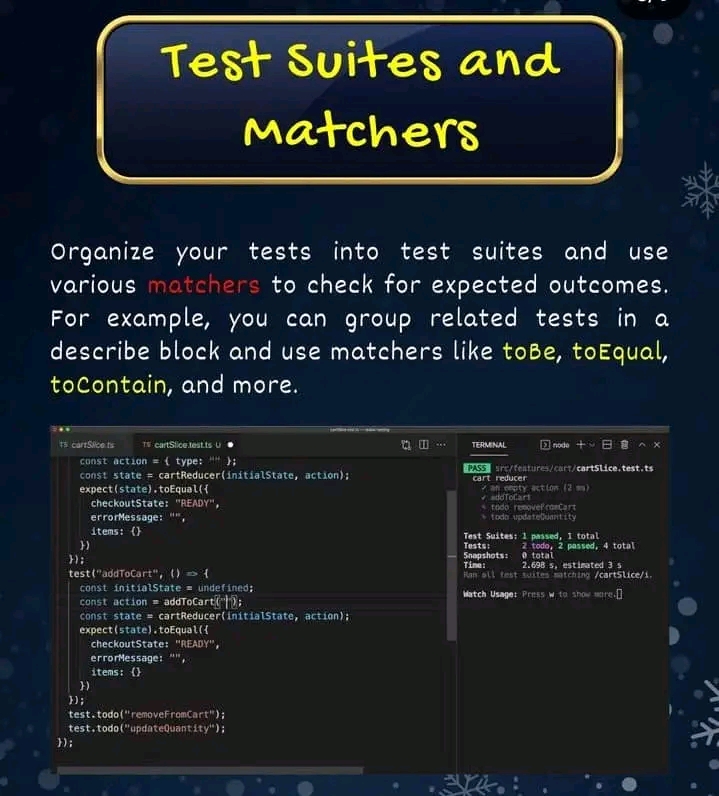 Test Suites and
Matchers
Organize your tests into test suites and use
various matchers to check for expected outcomes.
For example, you can group related tests in a
describe block and use matchers like toBe, toEqual,
toContain, and more.
TS cartSlice.ts
TS cartSlice.test.ts U
const action = { type: "" };
const state = cartReducer(initialState, action);
expect(state).toEqual({
checkoutState: "READY",
errorMessage: "",
items: {}
})
});
test("addToCart", () => {
const initialState = undefined;
const action = addToCart("");
const state = cartReducer(initialState, action);
expect(state).toEqual({
checkoutState: "READY",
errorMessage: "",
items: {}
})
});
test.todo("removeFromCart");
test.todo("updateQuantity");
});
TERMINAL
node
PASS src/features/cart/cartSlice.test.ts
cart reducer
✓ an empty action (2 ms)
✓ addToCart
✎ todo removeFromCart
✎ todo updateQuantity
Test Suites: 1 passed, 1 total
Tests: 2 todo, 2 passed, 4 total
Snapshots: 0 total
Time: 2.698 s, estimated 3 s
Ran all test suites matching /cartSlice/i.
Watch Usage: Press w to show more.